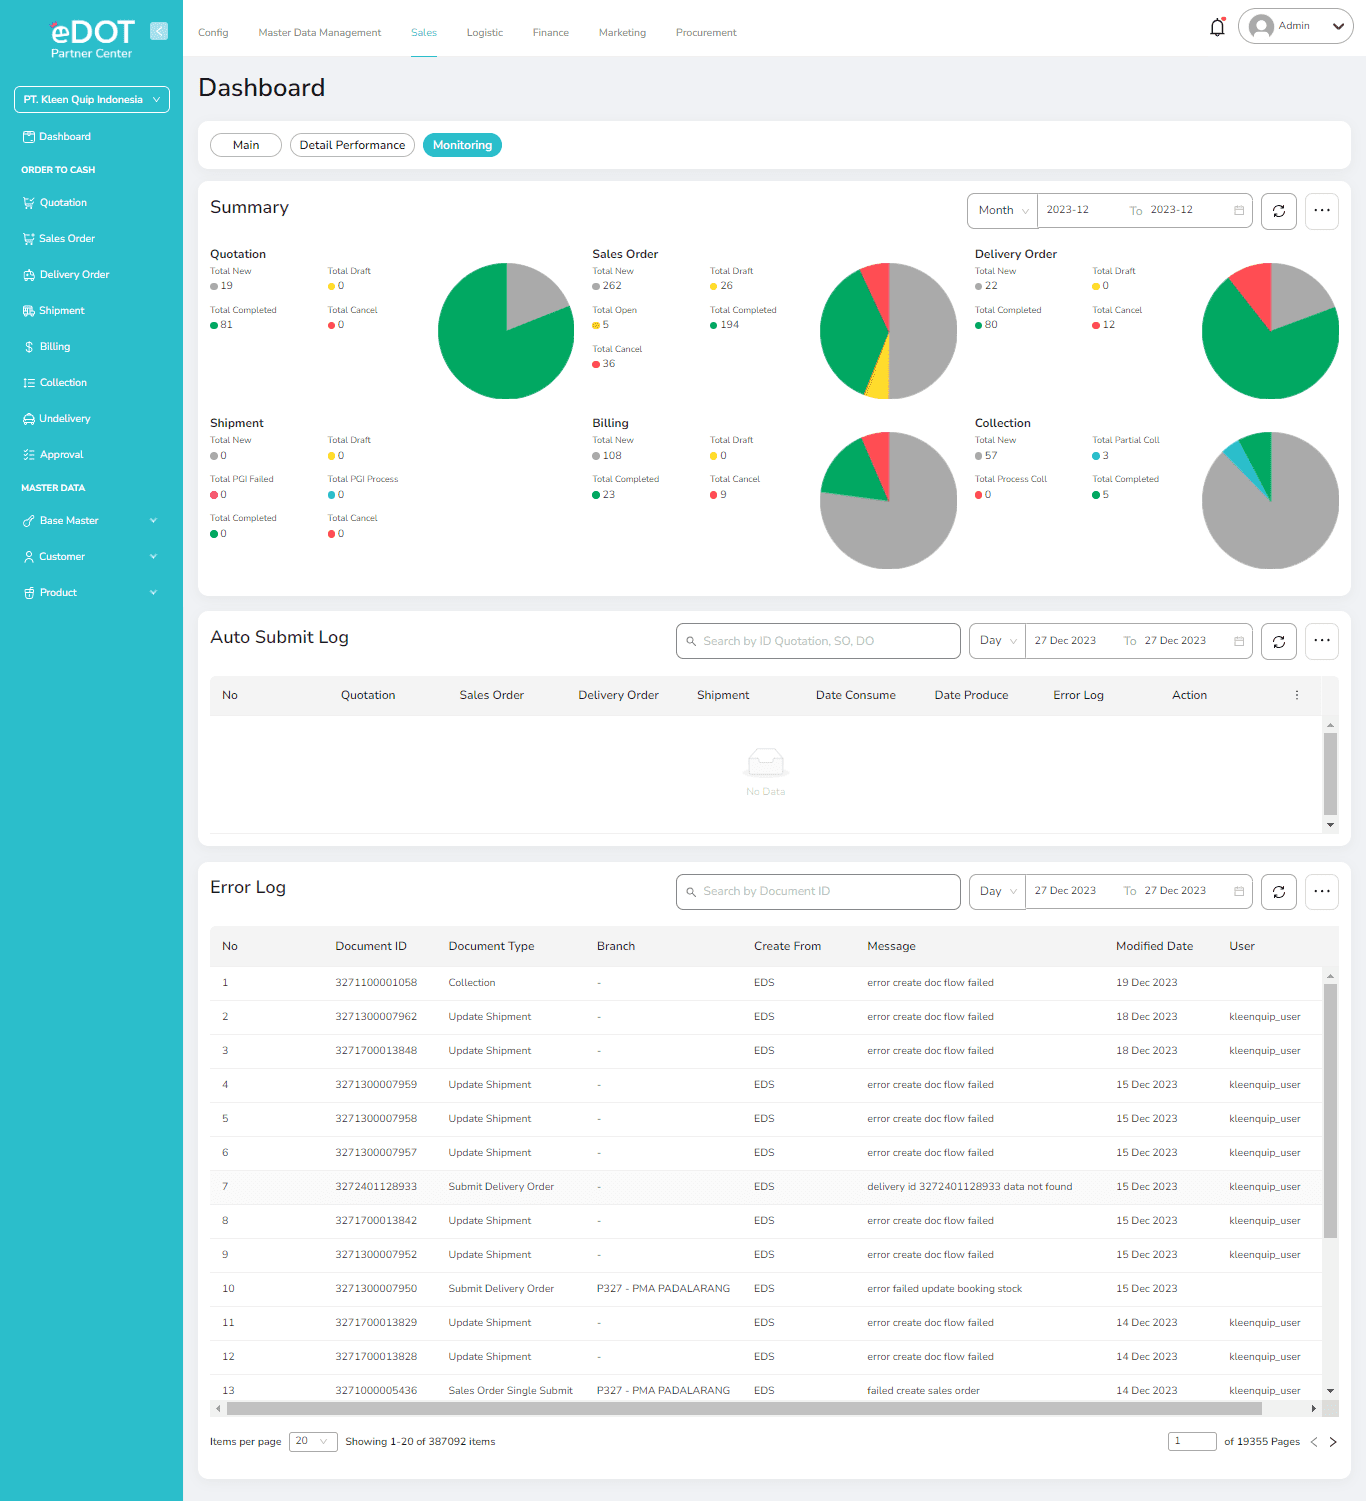 eDOT
Partner Center
PT. Kleen Quip Indonesia
Dashboard
ORDER TO CASH
Quotation
Sales Order
Delivery Order
Shipment
Billing
Collection
Undelivery
Approval
MASTER DATA
Base Master
Customer
Product
Config Master Data Management Sales Logistic Finance Marketing Procurement
Admin
Dashboard
Main Detail Performance Monitoring
Summary
Month 2023-12 To 2023-12
Quotation
Total New Total Draft
19 0
Total Completed Total Cancel
81 0
Sales Order
Total New Total Draft
262 26
Total Open Total Completed
5 194
Total Cancel
36
Delivery Order
Total New Total Draft
22 0
Total Completed Total Cancel
80 12
Shipment
Total New Total Draft
0 0
Total PGI Failed Total PGI Process
0 0
Total Completed Total Cancel
0 0
Billing
Total New Total Draft
108 0
Total Completed Total Cancel
23 9
Collection
Total New Total Partial Coll
57 3
Total Process Coll Total Completed
0 5
Auto Submit Log
Search by ID Quotation, SO, DO
Day 27 Dec 2023 To 27 Dec 2023
No Quotation Sales Order Delivery Order Shipment Date Consume Date Produce Error Log Action
No Data
Error Log
Search by Document ID
Day 27 Dec 2023 To 27 Dec 2023
No Document ID Document Type Branch Create From Message Modified Date User
1 3271100001058 Collection - EDS error create doc flow failed 19 Dec 2023
2 3271300007962 Update Shipment - EDS error create doc flow failed 18 Dec 2023 kleenquip_user
3 3271700013848 Update Shipment - EDS error create doc flow failed 18 Dec 2023 kleenquip_user
4 3271300007959 Update Shipment - EDS error create doc flow failed 15 Dec 2023 kleenquip_user
5 3271300007958 Update Shipment - EDS error create doc flow failed 15 Dec 2023 kleenquip_user
6 3271300007957 Update Shipment - EDS error create doc flow failed 15 Dec 2023 kleenquip_user
7 3272401128933 Submit Delivery Order - EDS delivery id 3272401128933 data not found 15 Dec 2023 kleenquip_user
8 3271700013842 Update Shipment - EDS error create doc flow failed 15 Dec 2023 kleenquip_user
9 3271300007952 Update Shipment - EDS error create doc flow failed 15 Dec 2023 kleenquip_user
10 3271300007950 Submit Delivery Order P327 - PMA PADALARANG EDS error failed update booking stock 15 Dec 2023
11 3271700013829 Update Shipment - EDS error create doc flow failed 14 Dec 2023 kleenquip_user
12 3271700013828 Update Shipment - EDS error create doc flow failed 14 Dec 2023 kleenquip_user
13 3271000005436 Sales Order Single Submit P327 - PMA PADALARANG EDS failed create sales order 14 Dec 2023 kleenquip_user
Items per page 20 Showing 1-20 of 387092 items
1 of 19355 Pages